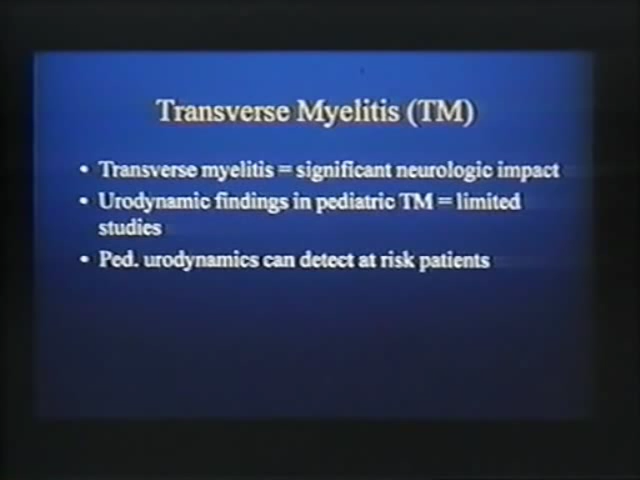 Transverse Myelitis (TM)
• Transverse myelitis = significant neurologic impact
• Urodynamic findings in pediatric TM = limited
studies
• Ped. urodynamics can detect at risk patients